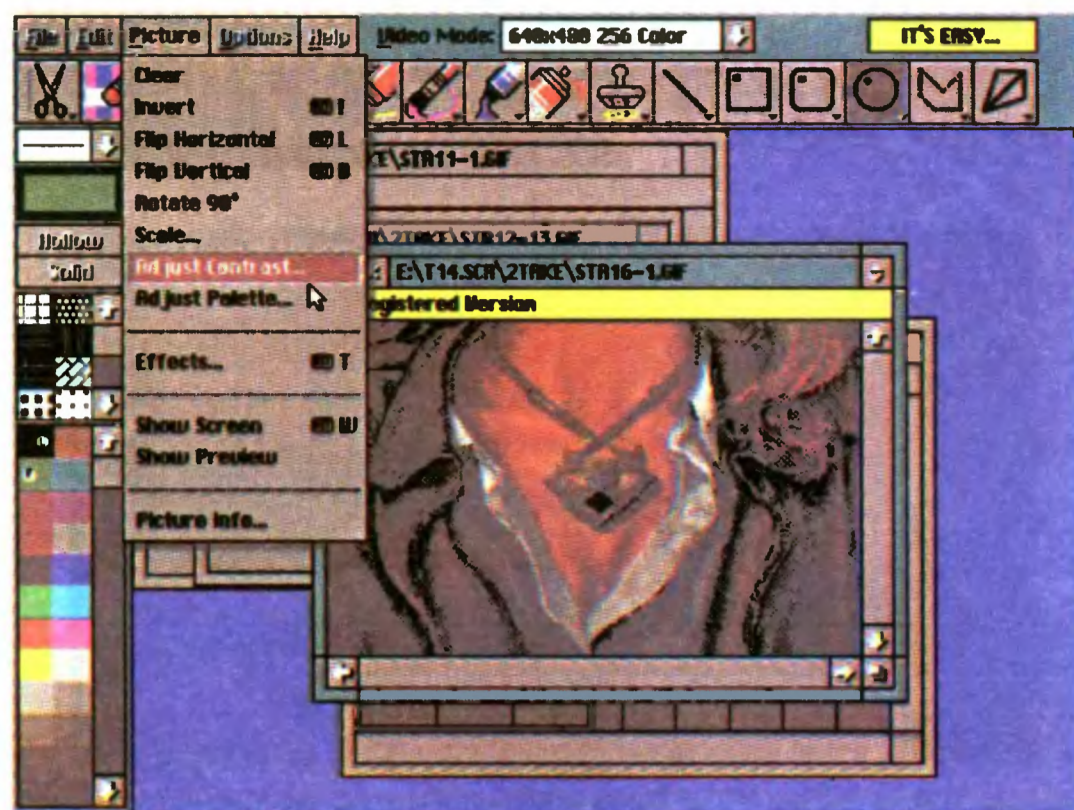 File Edit Picture Options Help Video Mode: 640x480 256 Color IT'S EASY...
Clear
Invert I
Flip Horizontal L
Flip Vertical B
Rotate 90°
Scale...
Adjust Contrast...
Adjust Palette...
Effects... T
Show Screen W
Show Preview
Picture Info...
Hollow
Solid
\STR11-1.GIF
\2TAKE\STR12-13.GIF
E:\T14.SCR\2TAKE\STR16-1.GIF
egistered Version